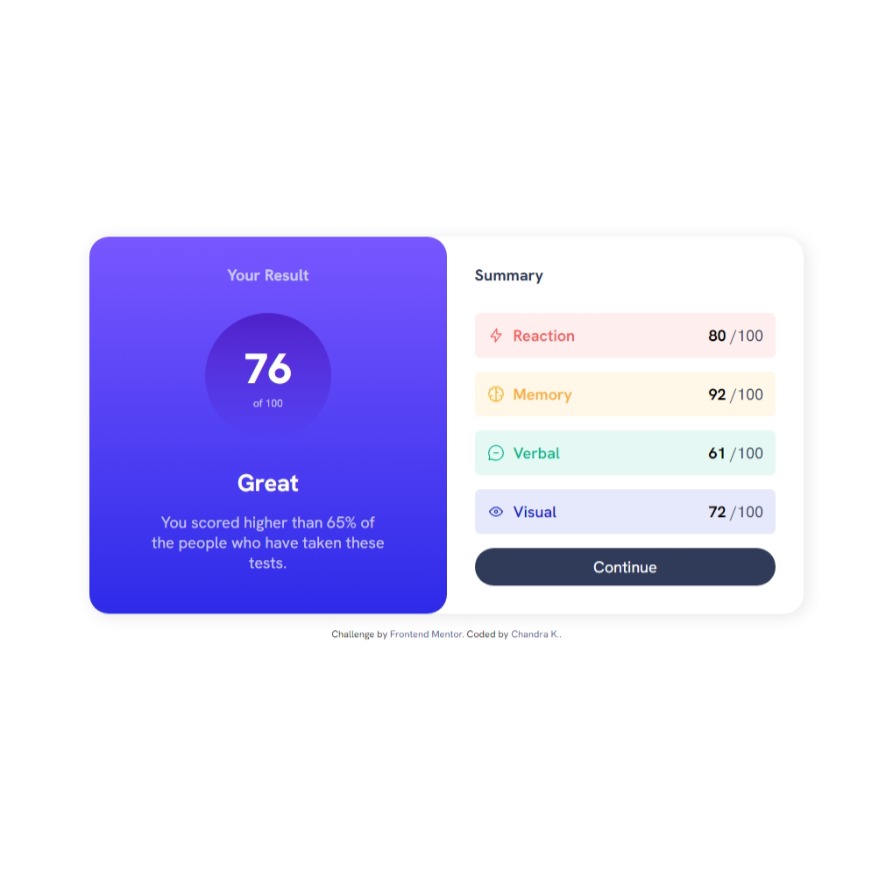 Your Result
76
of 100
Great
You scored higher than 65% of
the people who have taken these
tests.
Summary
Reaction 80 /100
Memory 92 /100
Verbal 61 /100
Visual 72 /100
Continue
Challenge by Frontend Mentor. Coded by Chandra K..